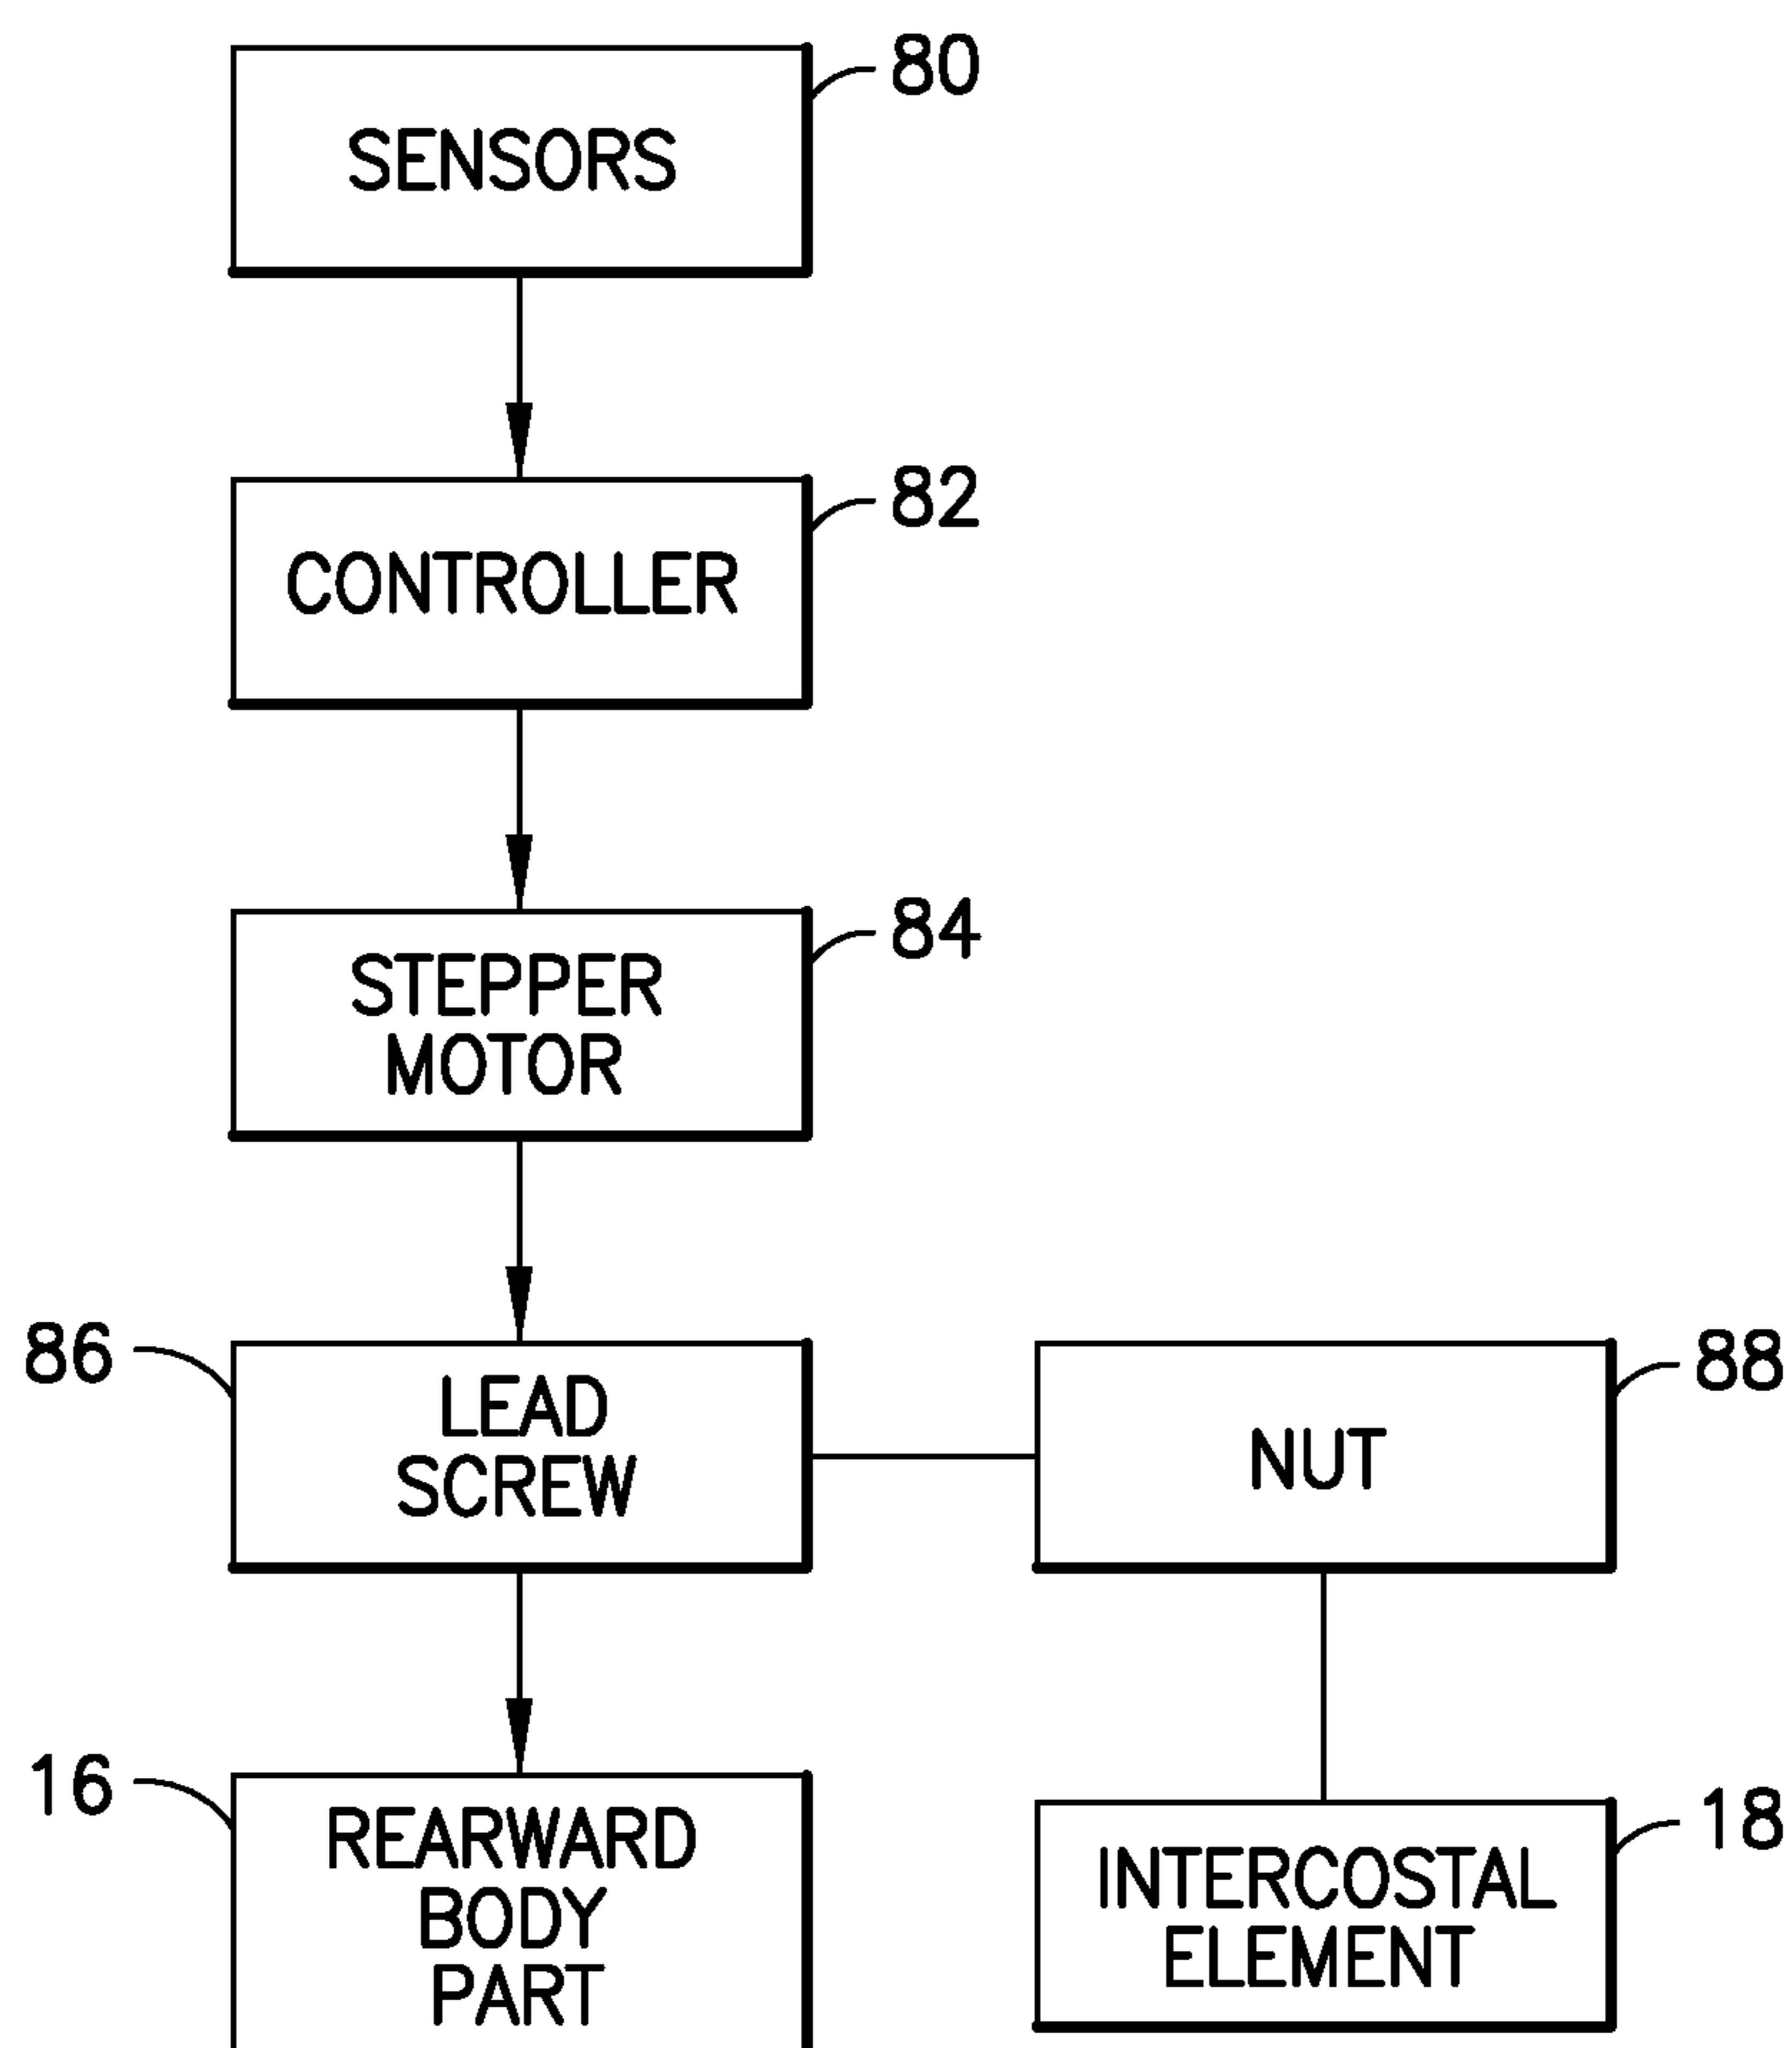 80
SENSORS
82
CONTROLLER
84
STEPPER
MOTOR
86
LEAD
SCREW
88
NUT
16
REARWARD
BODY
PART
18
INTERCOSTAL
ELEMENT